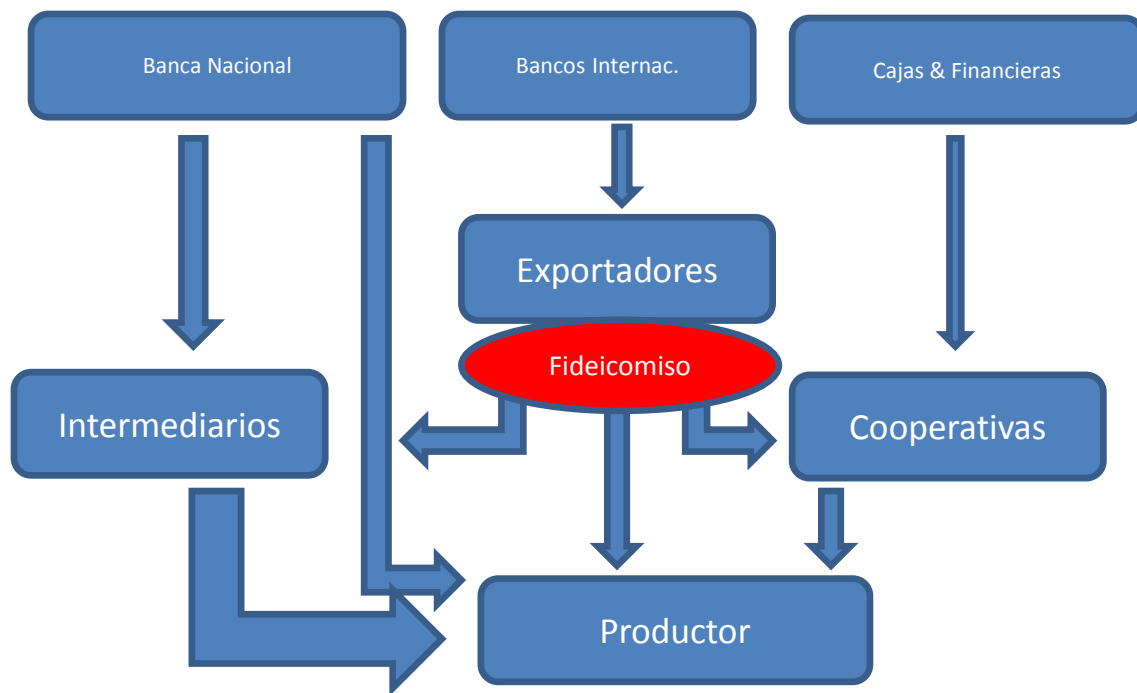 Banca Nacional
Bancos Internac.
Cajas & Financieras
Exportadores
Fideicomiso
Intermediarios
Cooperativas
Productor